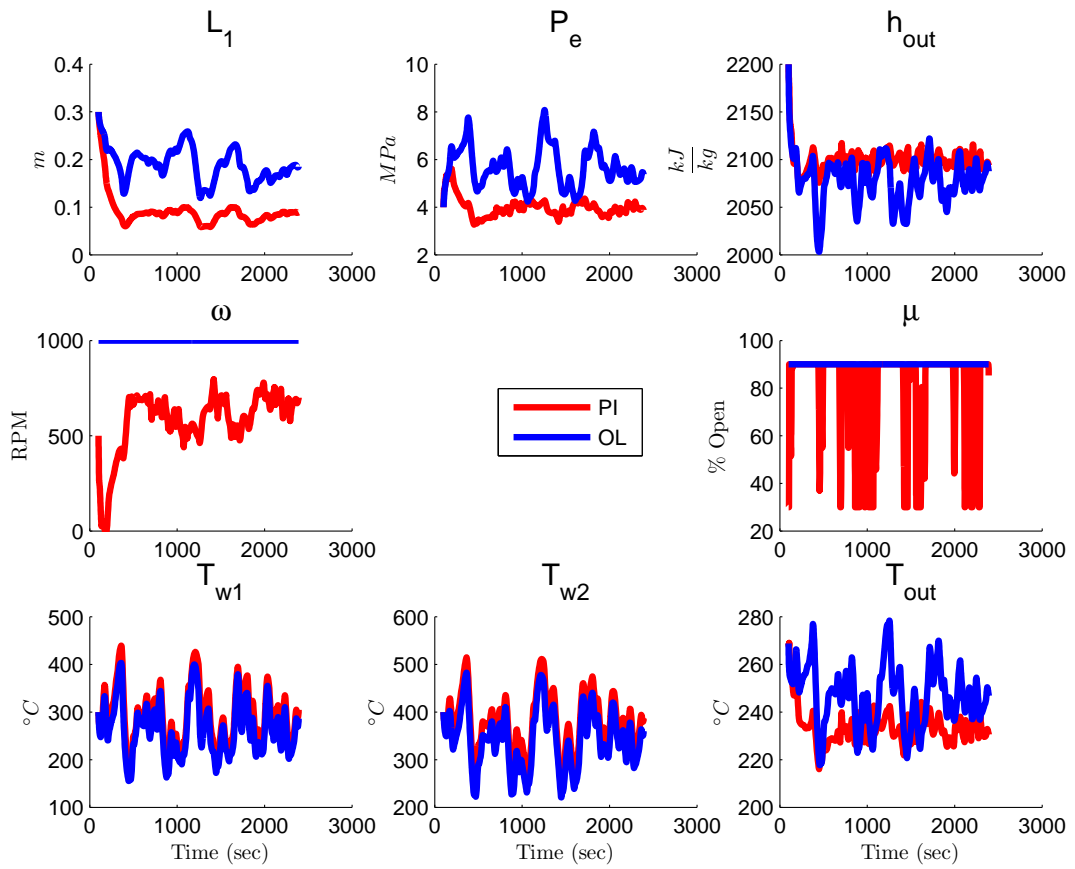 L1
m
0.4
0.3
0.2
0.1
0
0 1000 2000 3000
Pe
MPa
10
8
6
4
2
0 1000 2000 3000
hout
kJ
kg
2200
2150
2100
2050
2000
0 1000 2000 3000
ω
RPM
1000
500
0
0 1000 2000 3000
PI
OL
μ
% Open
100
80
60
40
20
0 1000 2000 3000
Tw1
°C
500
400
300
200
100
0 1000 2000 3000
Time (sec)
Tw2
°C
600
500
400
300
200
0 1000 2000 3000
Time (sec)
Tout
°C
280
260
240
220
200
0 1000 2000 3000
Time (sec)